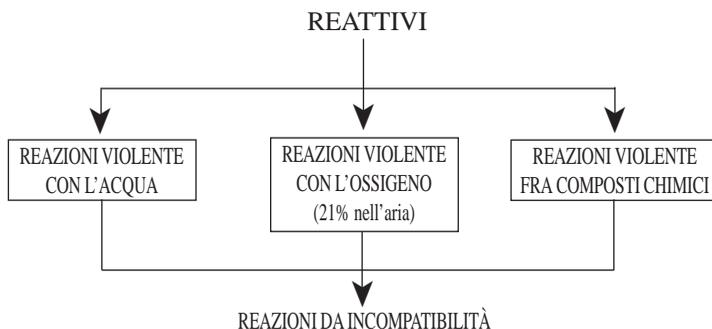 REATTIVI
REAZIONI VIOLENTE
CON L'ACQUA
REAZIONI VIOLENTE
CON L'OSSIGENO
(21% nell'aria)
REAZIONI VIOLENTE
FRA COMPOSTI CHIMICI
REAZIONI DA INCOMPATIBILITÀ